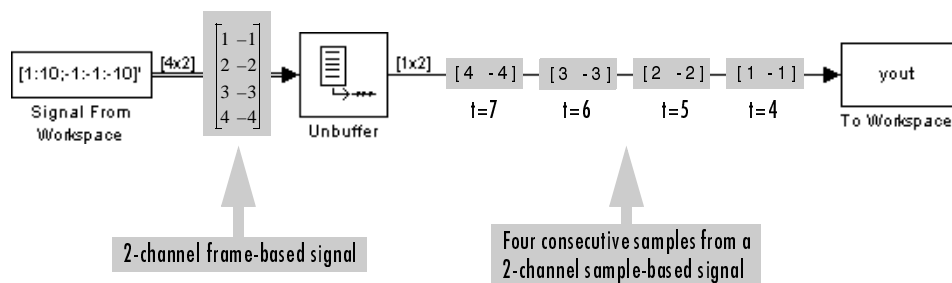 [1:10;-1:-1:-10]'
Signal From
Workspace
[4x2]
1 -1
2 -2
3 -3
4 -4
Unbuffer
[1x2]
[4 -4] [3 -3] [2 -2] [1 -1]
t=7 t=6 t=5 t=4
yout
To Workspace
2-channel frame-based signal
Four consecutive samples from a
2-channel sample-based signal